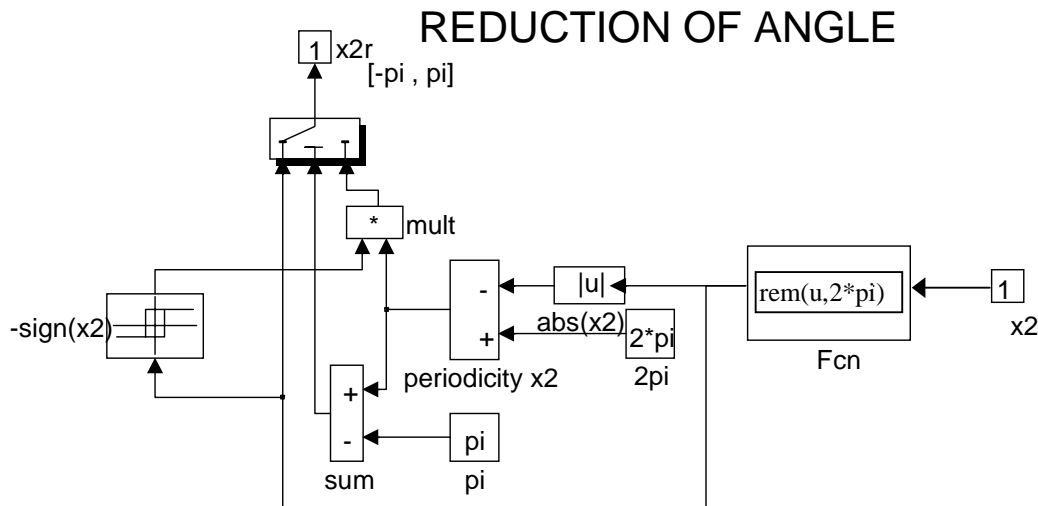 REDUCTION OF ANGLE
1 x2r
[-pi , pi]
* mult
-sign(x2)
-
+
periodicity x2
|u|
abs(x2)
2*pi
2pi
rem(u,2*pi)
Fcn
1
x2
+
-
sum
pi
pi